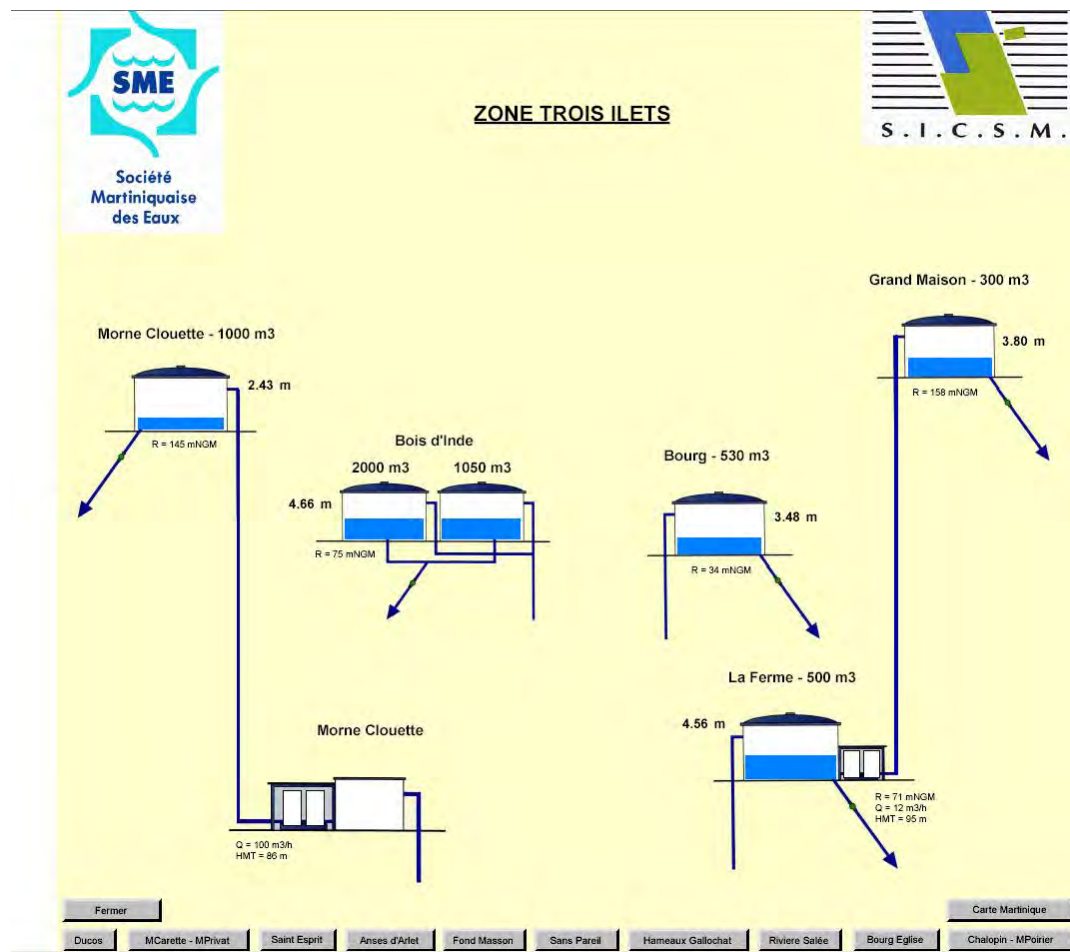 SME
Société
Martiniquaise
des Eaux
ZONE TROIS ILETS
S.I.C.S.M.
Grand Maison - 300 m3
3.80 m
R = 158 mNGM
Morne Clouette - 1000 m3
2.43 m
R = 145 mNGM
Bois d'Inde
2000 m3 1050 m3
4.66 m
R = 75 mNGM
Bourg - 530 m3
3.48 m
R = 34 mNGM
La Ferme - 500 m3
4.56 m
R = 71 mNGM
Q = 12 m3/h
HMT = 95 m
Morne Clouette
Q = 100 m3/h
HMT = 86 m
Fermer
Carte Martinique
Ducos
MCarette - MPrivat
Saint Esprit
Anses d'Arlet
Fond Masson
Sans Pareil
Hameaux Gallochat
Riviere Salée
Bourg Eglise
Chalopin - MPoirier